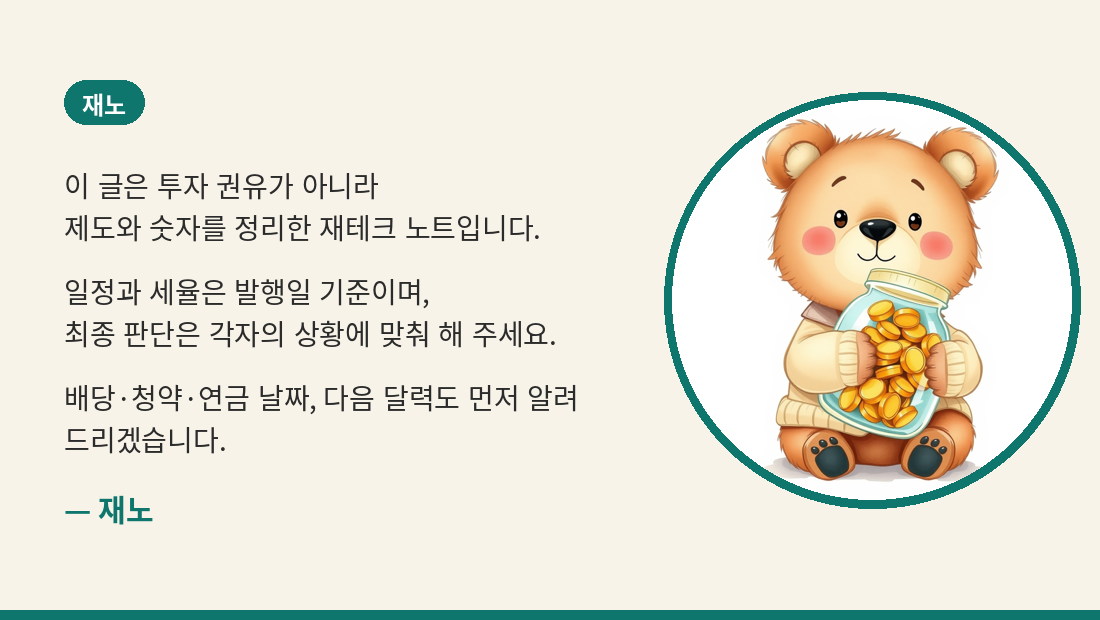 재노
이 글은 투자 권유가 아니라
제도와 숫자를 정리한 재테크 노트입니다.
일정과 세율은 발행일 기준이며,
최종 판단은 각자의 상황에 맞춰 해 주세요.
배당·청약·연금 날짜, 다음 달력도 먼저 알려
드리겠습니다.
— 재노